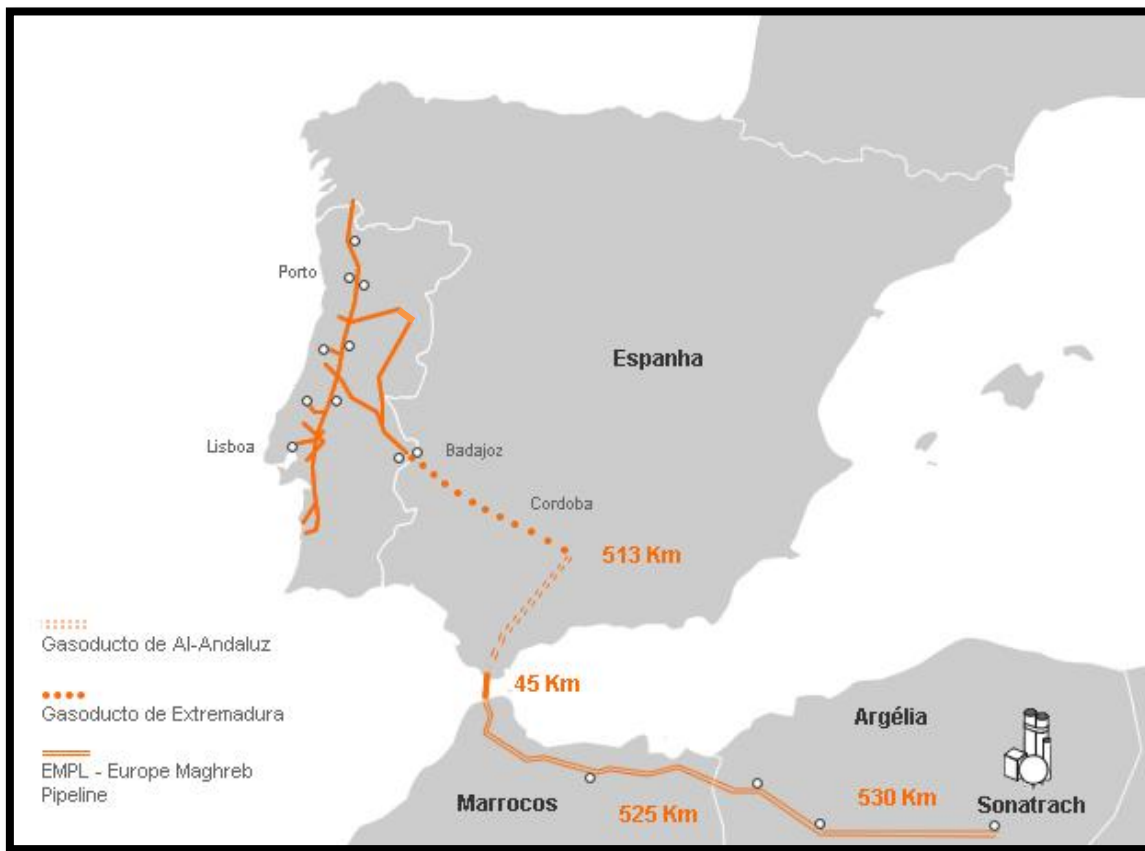 Porto
Espanha
Lisboa
Badajoz
Cordoba
513 Km
Gasoducto de Al-Andaluz
45 Km
Gasoducto de Extremadura
Argélia
EMPL - Europe Maghreb
Pipeline
Marrocos
525 Km
530 Km
Sonatrach